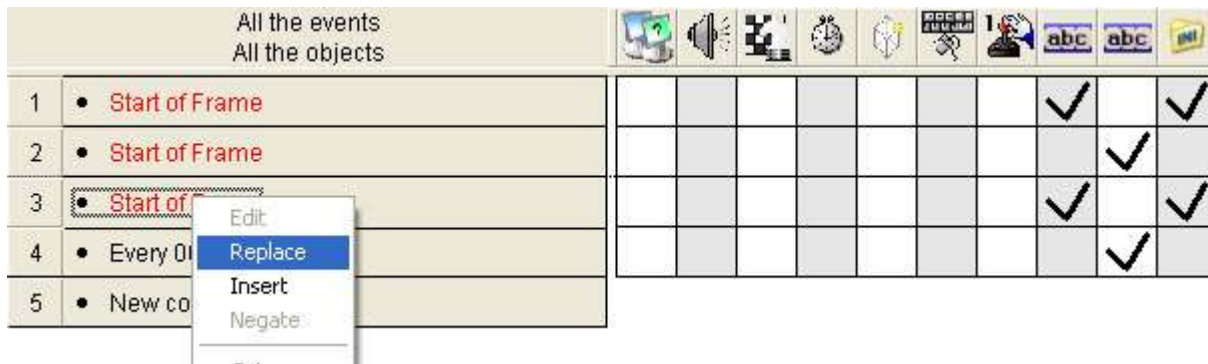 All the events
All the objects
abc abc INI
1 • Start of Frame
2 • Start of Frame
3 • Start of
Edit
4 • Every
Replace
Insert
5 • New
Negate